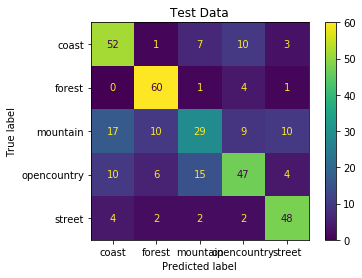 Test Data
True label
coast 52 1 7 10 3
forest 0 60 1 4 1
mountain 17 10 29 9 10
opencountry 10 6 15 47 4
street 4 2 2 2 48
coast forest mountain opencountry street
Predicted label
60
50
40
30
20
10
0